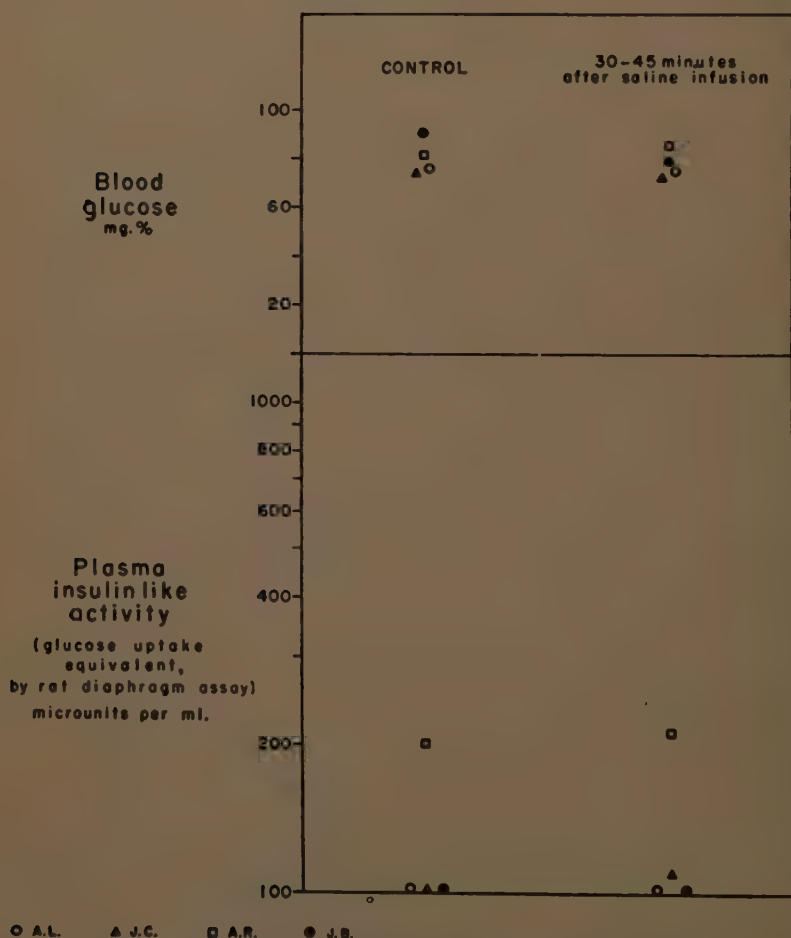 CONTROL
30-45 minutes
after saline infusion
100
Blood
glucose
mg.%
60
20
1000
800
600
Plasma
insulin like
activity
400
(glucose uptake
equivalent,
by rat diaphragm assay)
microunits per ml.
200
100
A.L. J.C. A.R. J.B.